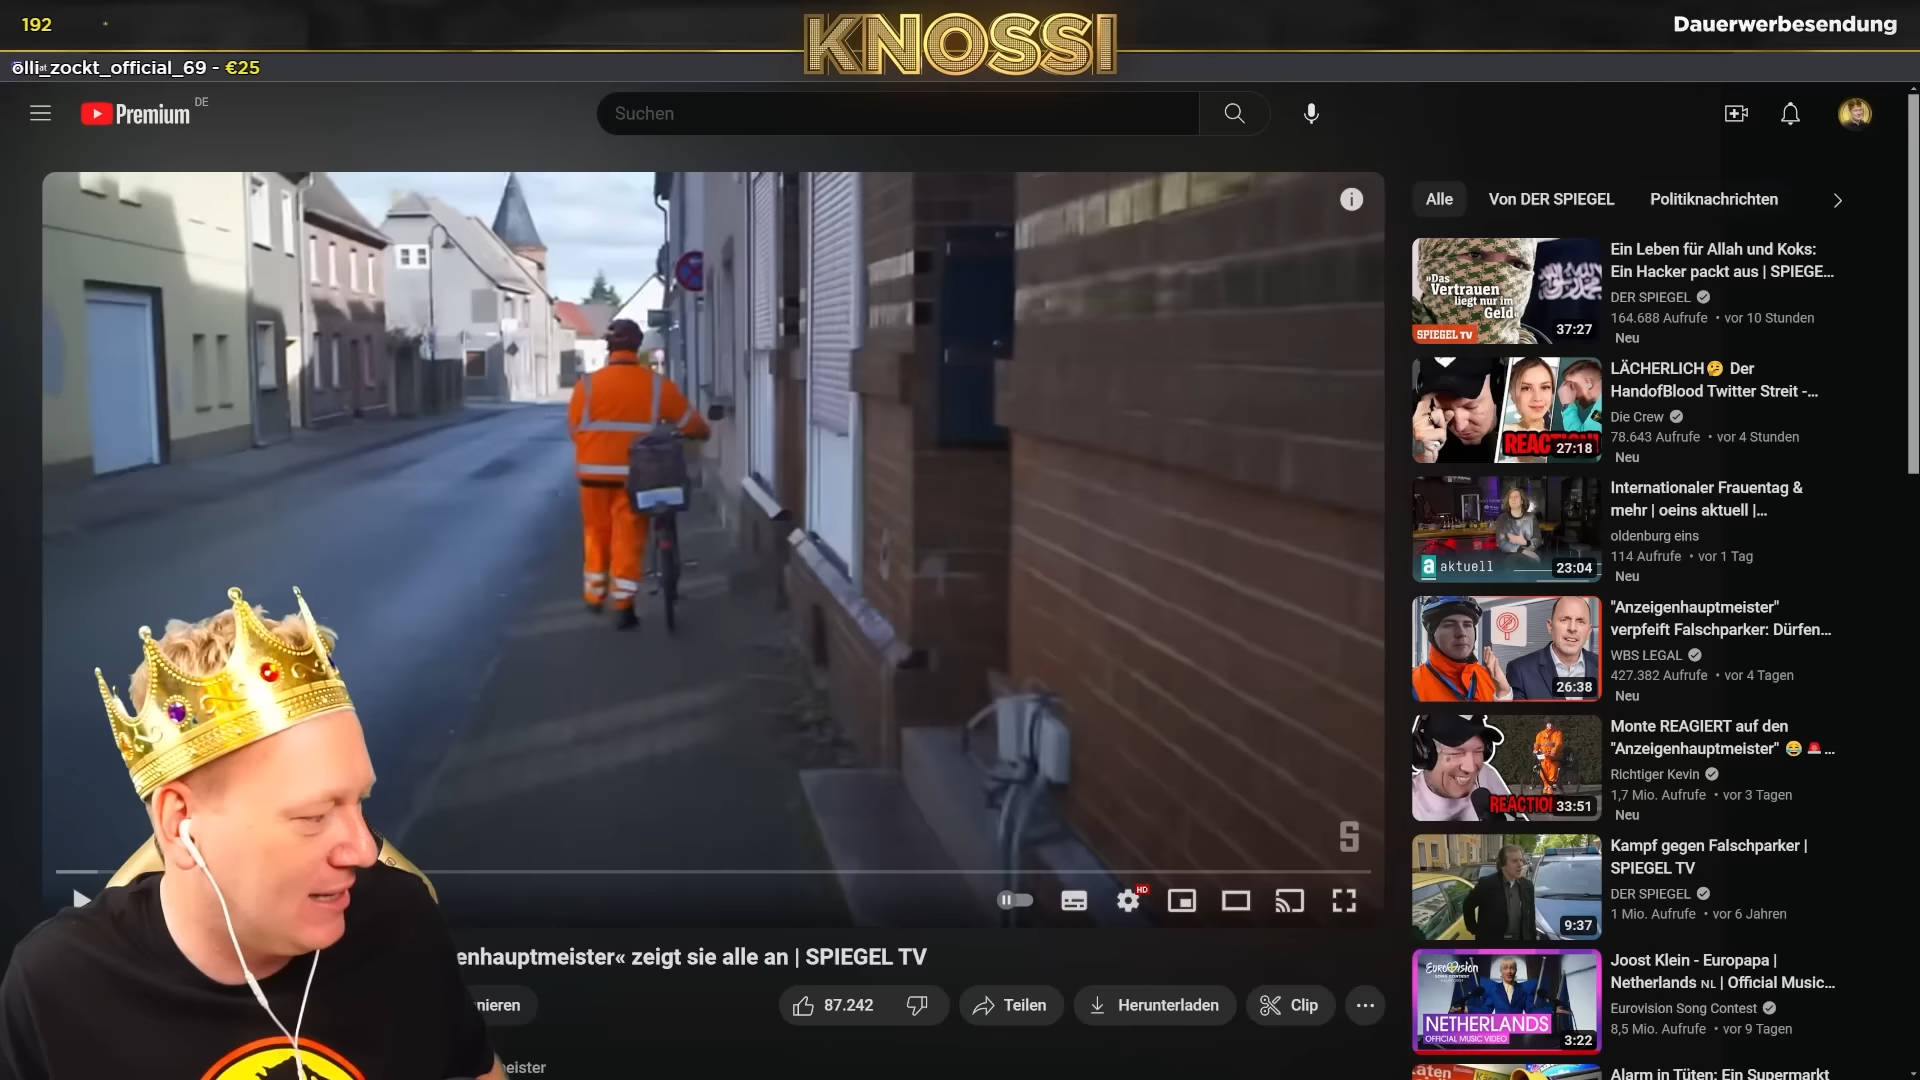 192
KNOSSI
Dauerwerbesendung
olli_zockt_official_69 - €25
Premium
DE
Suchen
Alle
Von DER SPIEGEL
Politiknachrichten
»Das
Vertrauen
liegt nur im
Geld«
SPIEGEL TV
37:27
Ein Leben für Allah und Koks:
Ein Hacker packt aus | SPIEGE...
DER SPIEGEL
164.688 Aufrufe • vor 10 Stunden
Neu
REACTION
27:18
LÄCHERLICH🤔 Der
HandofBlood Twitter Streit -...
Die Crew
78.643 Aufrufe • vor 4 Stunden
Neu
a aktuell
23:04
Internationaler Frauentag &
mehr | oeins aktuell |...
oldenburg eins
114 Aufrufe • vor 1 Tag
Neu
26:38
"Anzeigenhauptmeister"
verpfeift Falschparker: Dürfen...
WBS LEGAL
427.382 Aufrufe • vor 4 Tagen
Neu
REACTIO
33:51
Monte REAGIERT auf den
"Anzeigenhauptmeister" 😂 🚨 ...
Richtiger Kevin
1,7 Mio. Aufrufe • vor 3 Tagen
Neu
9:37
Kampf gegen Falschparker |
SPIEGEL TV
DER SPIEGEL
1 Mio. Aufrufe • vor 6 Jahren
EUROVISION
NETHERLANDS
OFFICIAL MUSIC VIDEO
3:22
Joost Klein - Europapa |
Netherlands NL | Official Music...
Eurovision Song Contest
8,5 Mio. Aufrufe • vor 9 Tagen
Alarm in Tüten: Ein Supermarkt
S
HD
enhauptmeister« zeigt sie alle an | SPIEGEL TV
nieren
87.242
Teilen
Herunterladen
Clip
eister